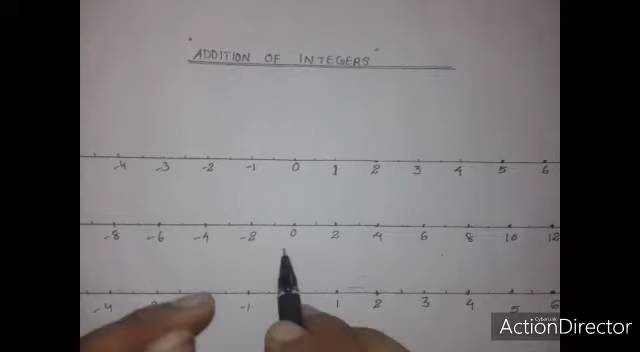 "ADDITION OF INTEGERS"
-4 -3 -2 -1 0 1 2 3 4 5 6
-8 -6 -4 -2 0 2 4 6 8 10 12
-4 -1 1 2 3 4 5 6
CyberLink
ActionDirector